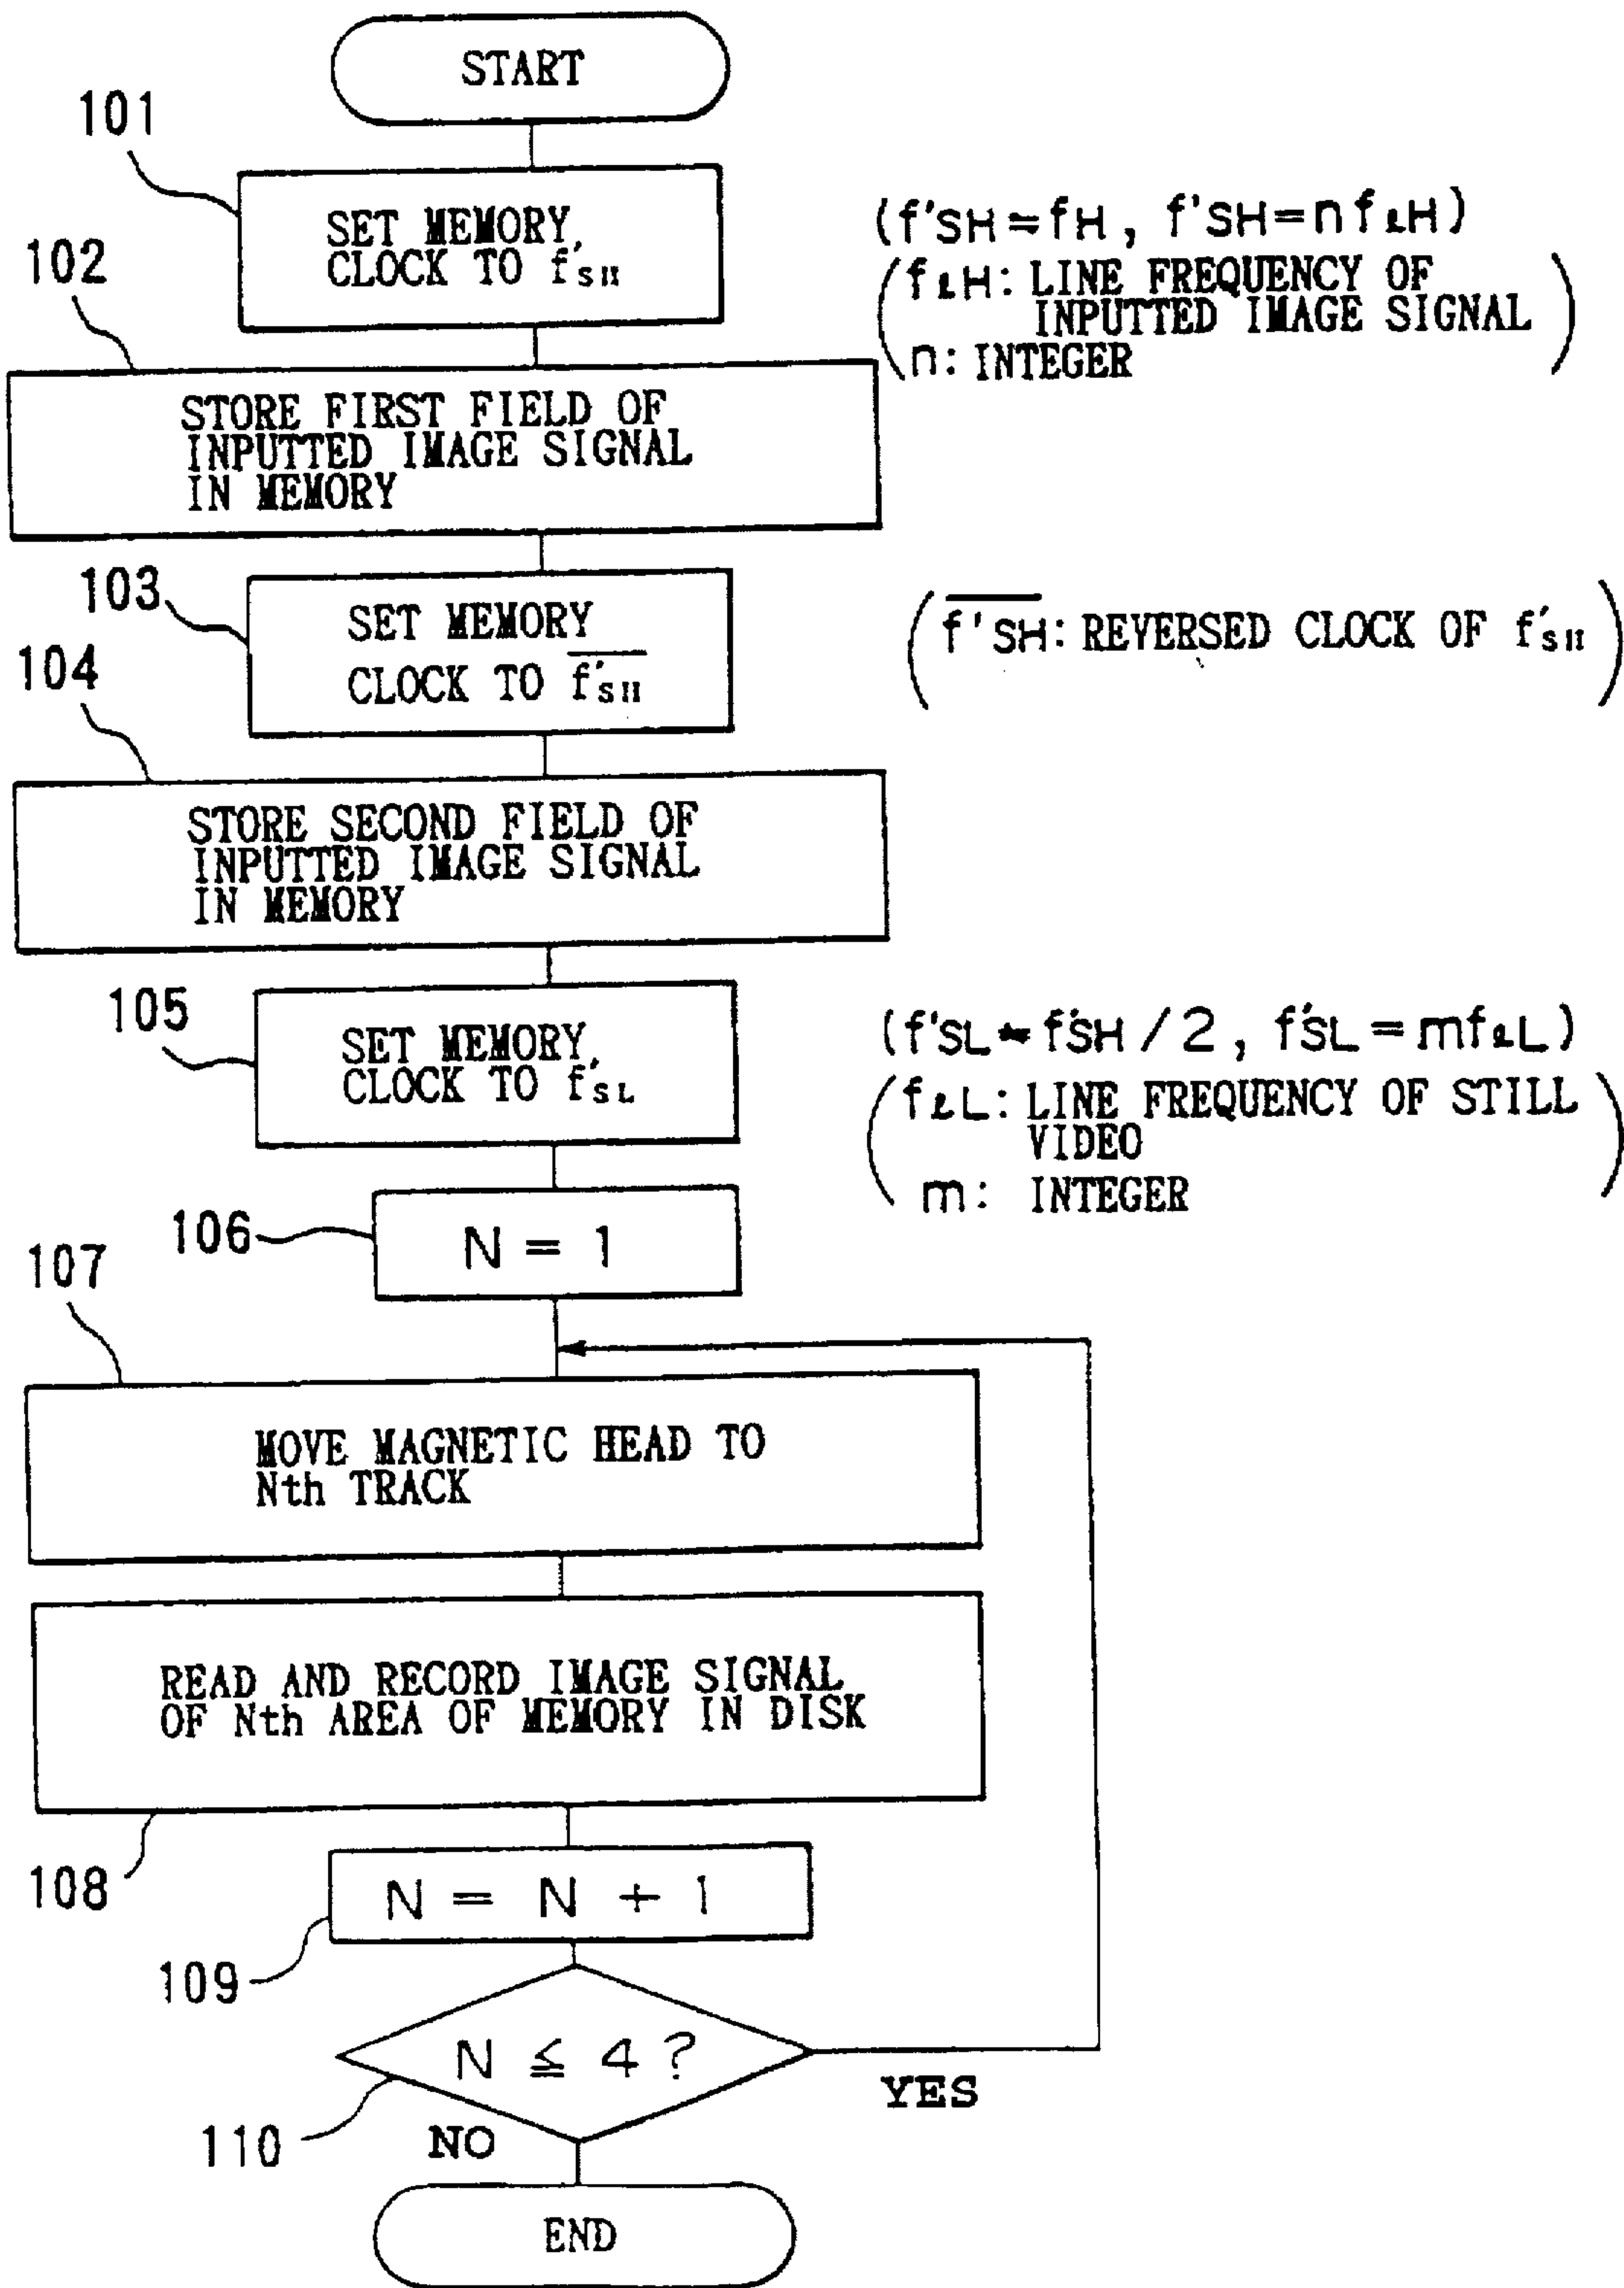 START
101
SET MEMORY
CLOCK TO f'SH
(f'SH≒fH, f'SH=nfℓH)
(fℓH: LINE FREQUENCY OF
INPUTTED IMAGE SIGNAL
n: INTEGER)
102
STORE FIRST FIELD OF
INPUTTED IMAGE SIGNAL
IN MEMORY
103
SET MEMORY
CLOCK TO f̅'̅S̅H̅
(f̅'̅S̅H̅: REVERSED CLOCK OF f'SH)
104
STORE SECOND FIELD OF
INPUTTED IMAGE SIGNAL
IN MEMORY
105
SET MEMORY
CLOCK TO f'SL
(f'SL≒f'SH/2, f'SL=mfℓL)
(fℓL: LINE FREQUENCY OF STILL
VIDEO
m: INTEGER)
106
N = 1
107
MOVE MAGNETIC HEAD TO
Nth TRACK
READ AND RECORD IMAGE SIGNAL
OF Nth AREA OF MEMORY IN DISK
108
N = N + 1
109
N ≦ 4 ?
YES
110
NO
END